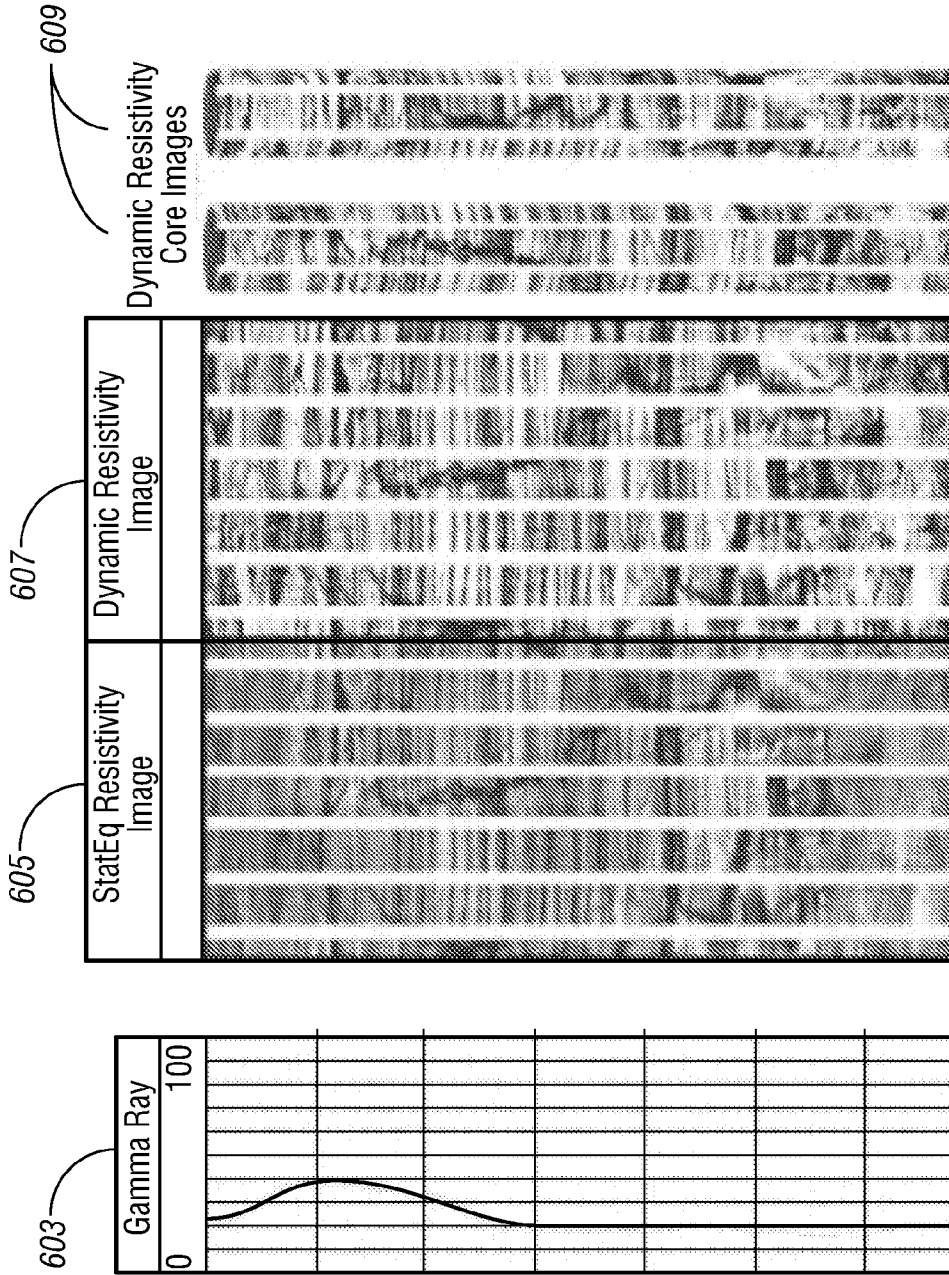 603
Gamma Ray
0 100
605
StatEq Resistivity
Image
607
Dynamic Resistivity
Image
609
Dynamic Resistivity
Core Images